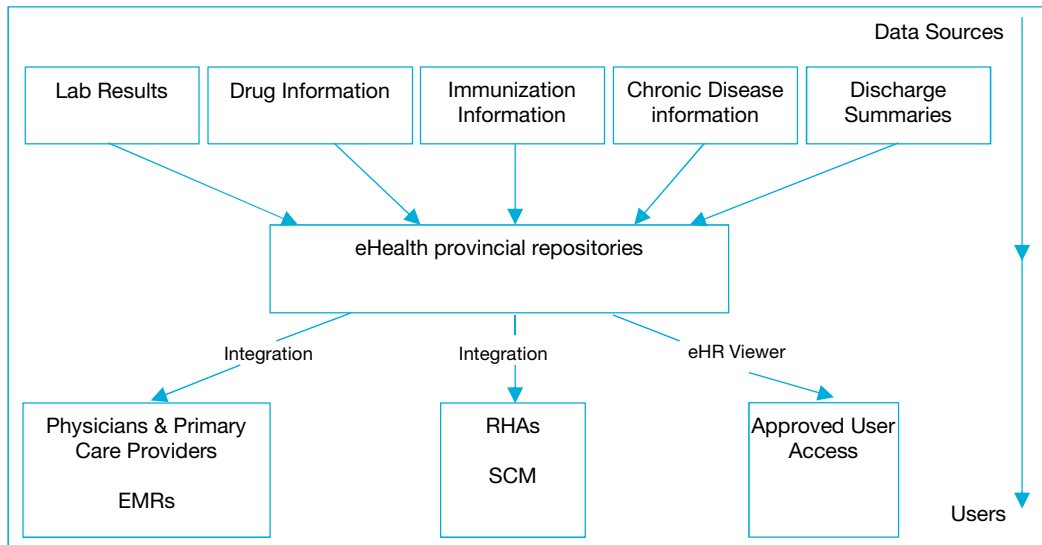 Data Sources
Lab Results
Drug Information
Immunization
Information
Chronic Disease
information
Discharge
Summaries
eHealth provincial repositories
Integration
Integration
eHR Viewer
Physicians & Primary
Care Providers
EMRs
RHAs
SCM
Approved User
Access
Users